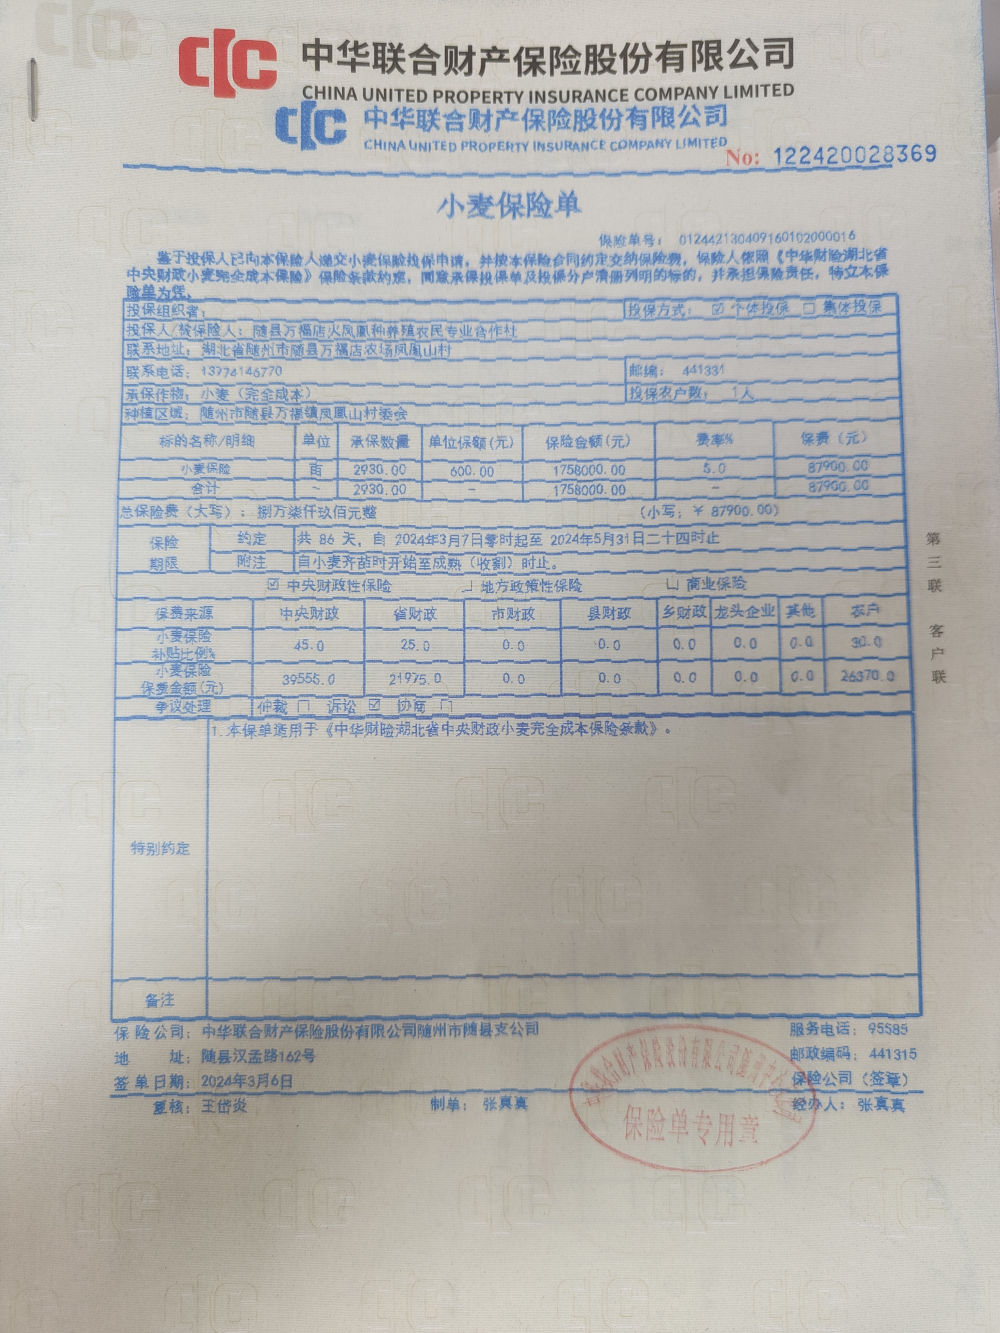 中华联合财产保险股份有限公司
CHINA UNITED PROPERTY INSURANCE COMPANY LIMITED
中华联合财产保险股份有限公司
CHINA UNITED PROPERTY INSURANCE COMPANY LIMITED
No: 122420028369
小麦保险单
保险单号： 012442130409160102000016
鉴于投保人已向本保险人递交小麦保险投保申请，并按本保险合同约定交纳保险费，保险人依照《中华财险湖北省
中央财政小麦完全成本保险》保险条款约定，同意承保投保单及投保分户清册列明的标的，并承担保险责任，特立本保
险单为凭。
投保组织者： 投保方式： ☑ 个体投保 □ 集体投保
投保人/被保险人： 随县万福店火凤凰种养殖农民专业合作社
联系地址： 湖北省随州市随县万福店农场凤凰山村
联系电话： 13774146770 邮编： 441331
承保作物： 小麦（完全成本） 投保农户数： 1人
种植区域： 随州市随县万福镇凤凰山村委会
标的名称/明细 单位 承保数量 单位保额(元) 保险金额(元) 费率% 保费（元）
小麦保险 亩 2930.00 600.00 1758000.00 5.0 87900.00
合计 - 2930.00 - 1758000.00 - 87900.00
总保险费（大写）： 捌万柒仟玖佰元整 （小写：￥ 87900.00）
保险期限 约定 共 86 天，自 2024年3月7日零时起至 2024年5月31日二十四时止
附注 自小麦齐苗时开始至成熟（收割）时止。
☑ 中央财政性保险 □ 地方政策性保险 □ 商业保险
保费来源 中央财政 省财政 市财政 县财政 乡财政 龙头企业 其他 农户
小麦保险
补贴比例% 45.0 25.0 0.0 0.0 0.0 0.0 0.0 30.0
小麦保险
保费金额(元) 39555.0 21975.0 0.0 0.0 0.0 0.0 0.0 26370.0
争议处理 仲裁 □ 诉讼 ☑ 协商 □
特别约定
1.本保单适用于《中华财险湖北省中央财政小麦完全成本保险条款》。
备注
第三联 客户联
保险公司： 中华联合财产保险股份有限公司随州市随县支公司 服务电话： 95585
地 址： 随县汉孟路162号 邮政编码： 441315
签单日期： 2024年3月6日 保险公司（签章）
复核： 王岱炎 制单： 张真真 经办人： 张真真
保险单专用章